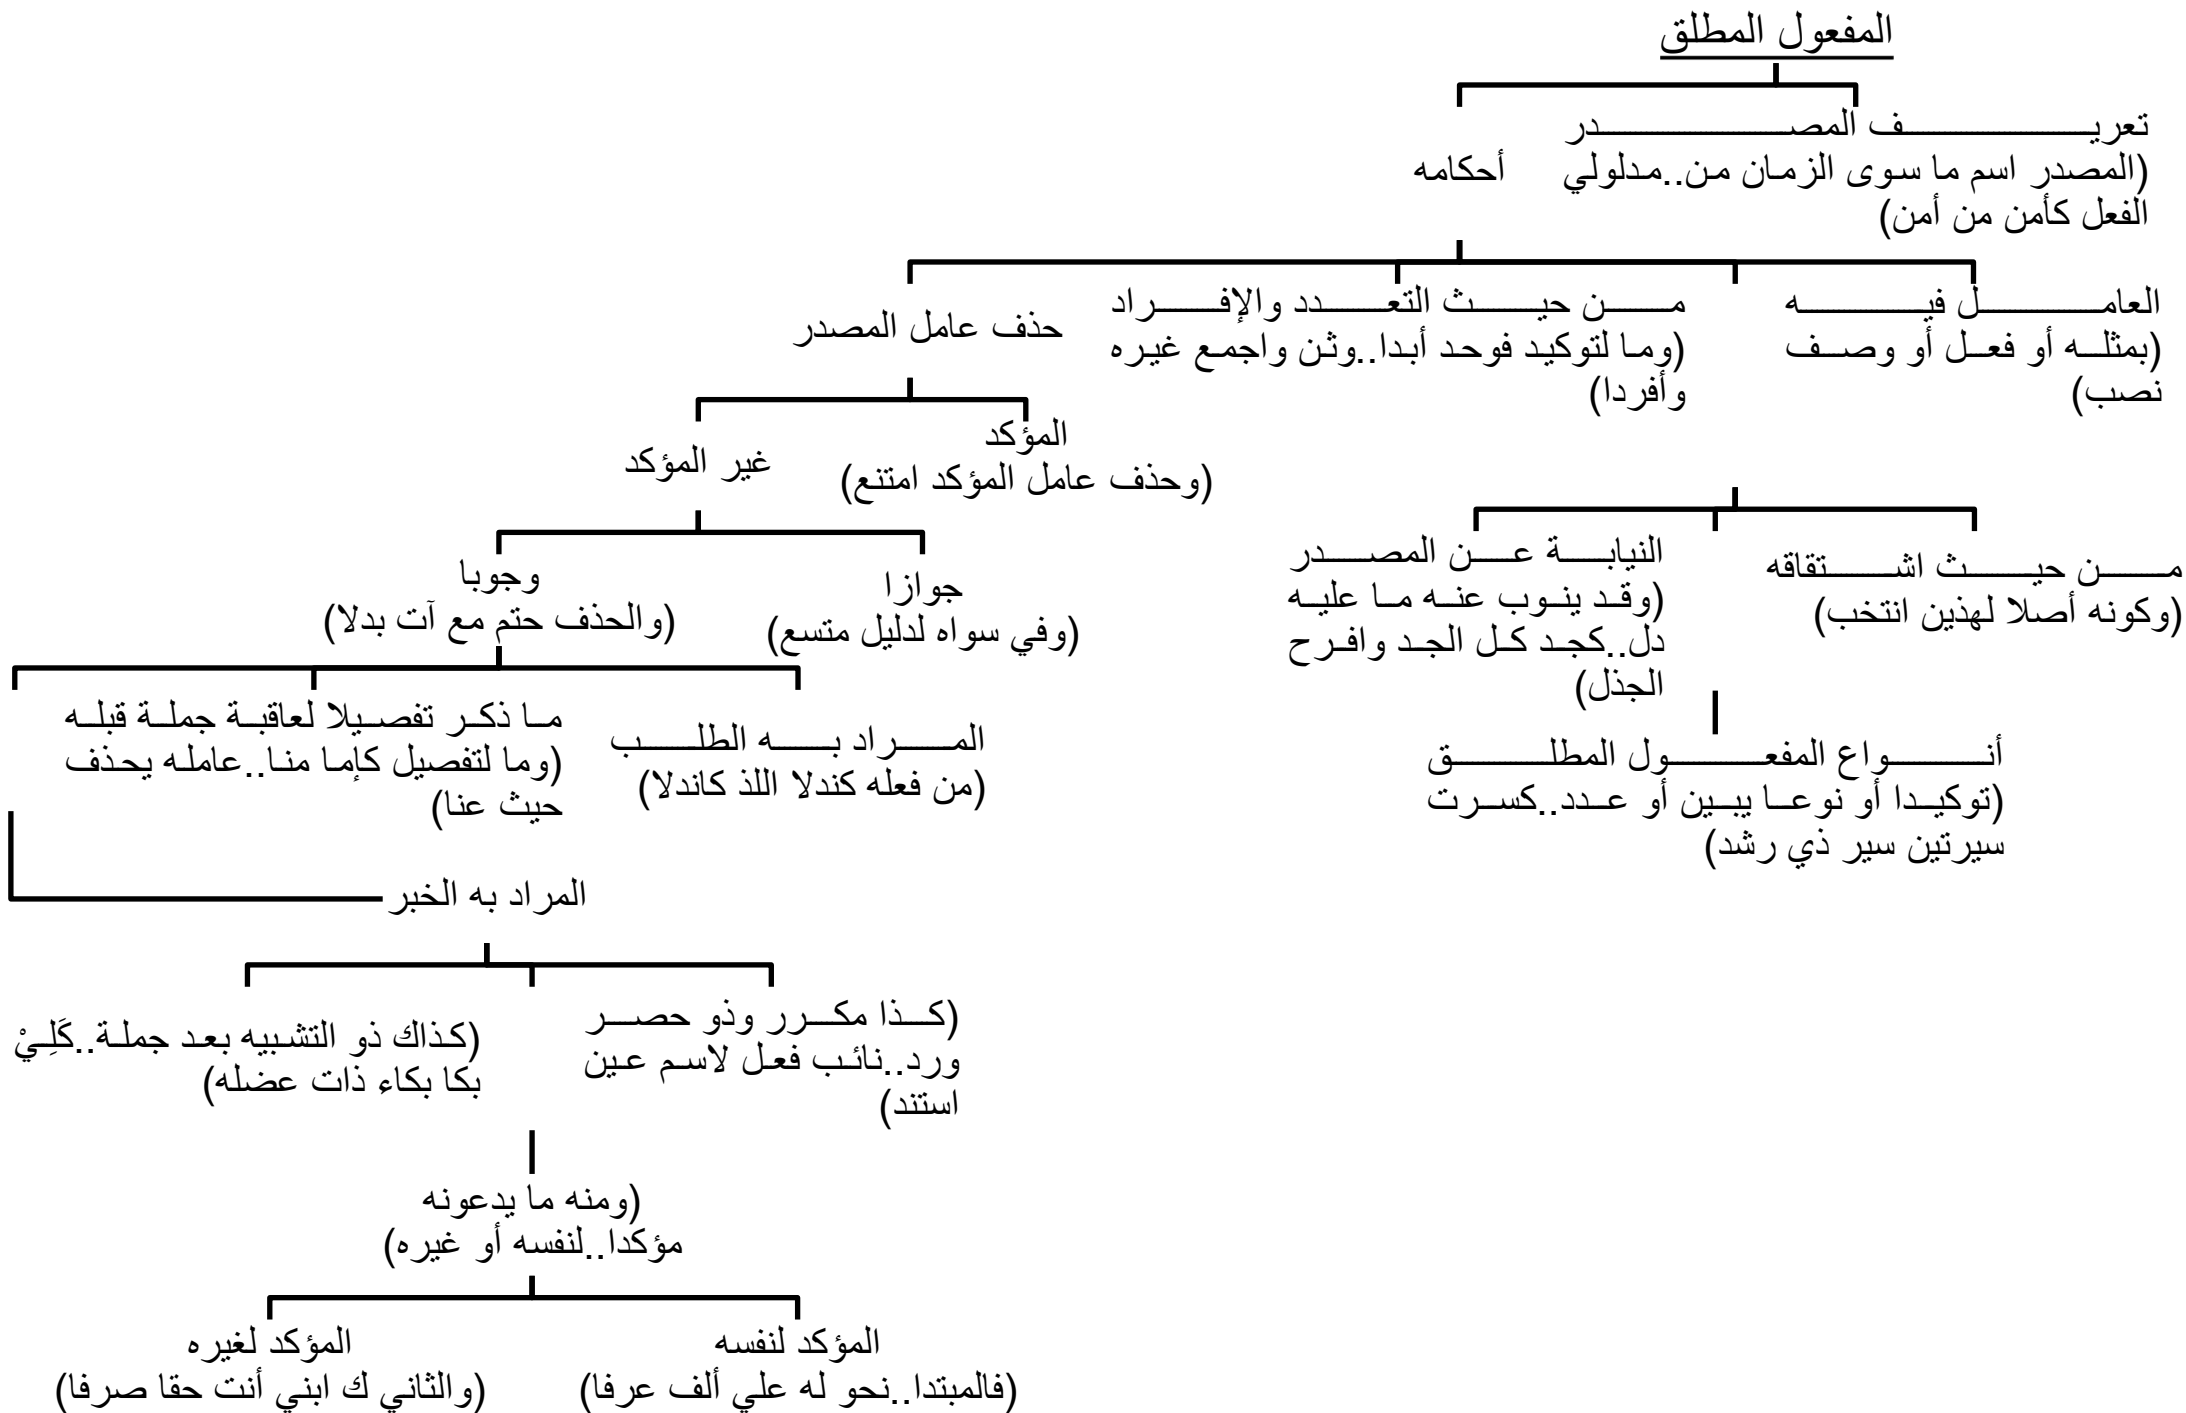 المفعول المطلق
تعريف المصدر
(المصدر اسم ما سوى الزمان من..مدلولي
الفعل كأمن من أمن)
أحكامه
العامل فيه
(بمثله أو فعل أو وصف
نصب)
من حيث التعدد والإفراد
(وما لتوكيد فوحد أبدا..وثن واجمع غيره
وأفردا)
حذف عامل المصدر
المؤكد
(وحذف عامل المؤكد امتنع)
غير المؤكد
من حيث اشتقاقه
(وكونه أصلا لهذين انتخب)
النيابة عن المصدر
(وقد ينوب عنه ما عليه
دل..كجد كل الجد وافرح
الجذل)
جوازا
(وفي سواه لدليل متسع)
وجوبا
(والحذف حتم مع آت بدلا)
أنواع المفعول المطلق
(توكيدا أو نوعا يبين أو عدد..كسرت
سيرتين سير ذي رشد)
المراد به الطلب
(من فعله كندلا اللذ كاندلا)
ما ذكر تفصيلا لعاقبة جملة قبله
(وما لتفصيل كإما منا..عامله يحذف
حيث عنا)
المراد به الخبر
(كذا مكرر وذو حصر
ورد..نائب فعل لاسم عين
استند)
(كذاك ذو التشبيه بعد جملة..كَلِيْ
بكا بكاء ذات عضله)
(ومنه ما يدعونه
مؤكدا..لنفسه أو غيره)
المؤكد لنفسه
(فالمبتدا..نحو له علي ألف عرفا)
المؤكد لغيره
(والثاني ك ابني أنت حقا صرفا)